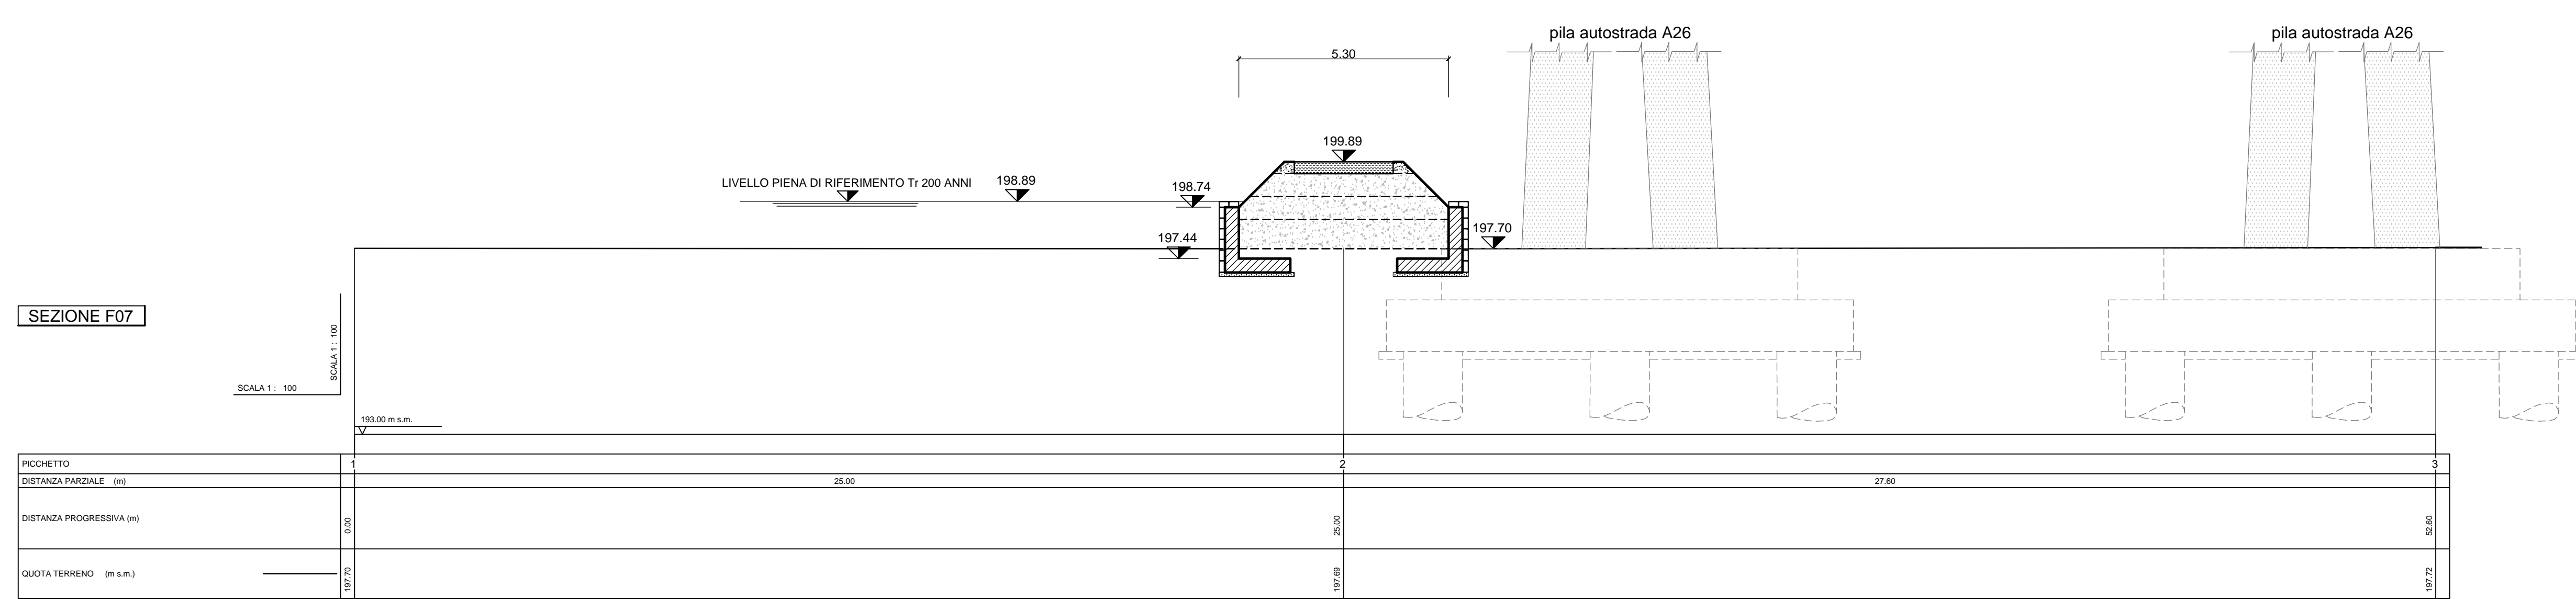 pila autostrada A26
pila autostrada A26
5.30
199.89
LIVELLO PIENA DI RIFERIMENTO Tr 200 ANNI
198.89
198.74
197.44
197.70
SEZIONE F07
SCALA 1 : 100
SCALA 1 : 100
193.00 m s.m.
PICCHETTO
1
2
3
DISTANZA PARZIALE (m)
25.00
27.60
DISTANZA PROGRESSIVA (m)
0.00
25.00
52.60
QUOTA TERRENO (m s.m.)
197.70
197.69
197.72